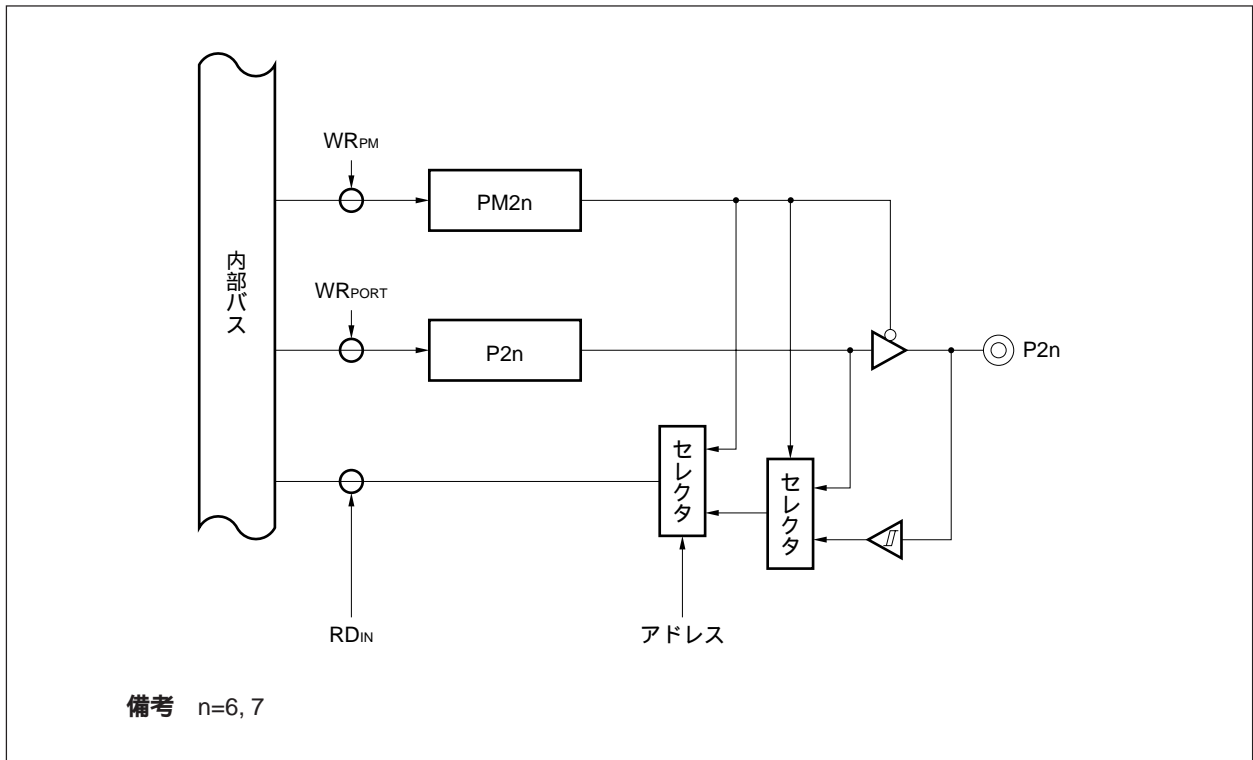 WRPM
PM2n
内部バス
WRPORT
P2n
P2n
セレクタ
セレクタ
RDIN
アドレス
備考 n=6, 7